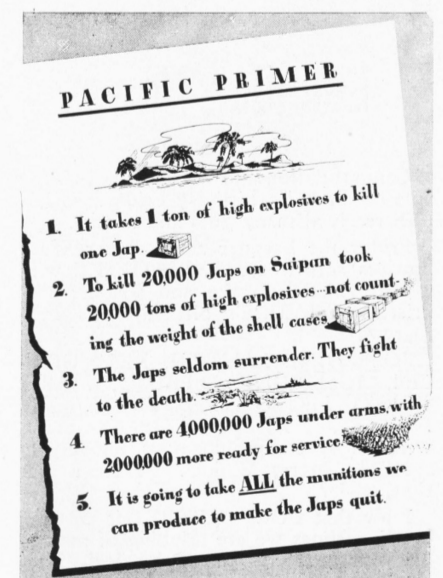 PACIFIC PRIMER
1. It takes 1 ton of high explosives to kill
one Jap.
2. To kill 20,000 Japs on Saipan took
20,000 tons of high explosives...not count-
ing the weight of the shell cases
3. The Japs seldom surrender. They fight
to the death.
4. There are 4,000,000 Japs under arms, with
2,000,000 more ready for service.
5. It is going to take ALL the munitions we
can produce to make the Japs quit.